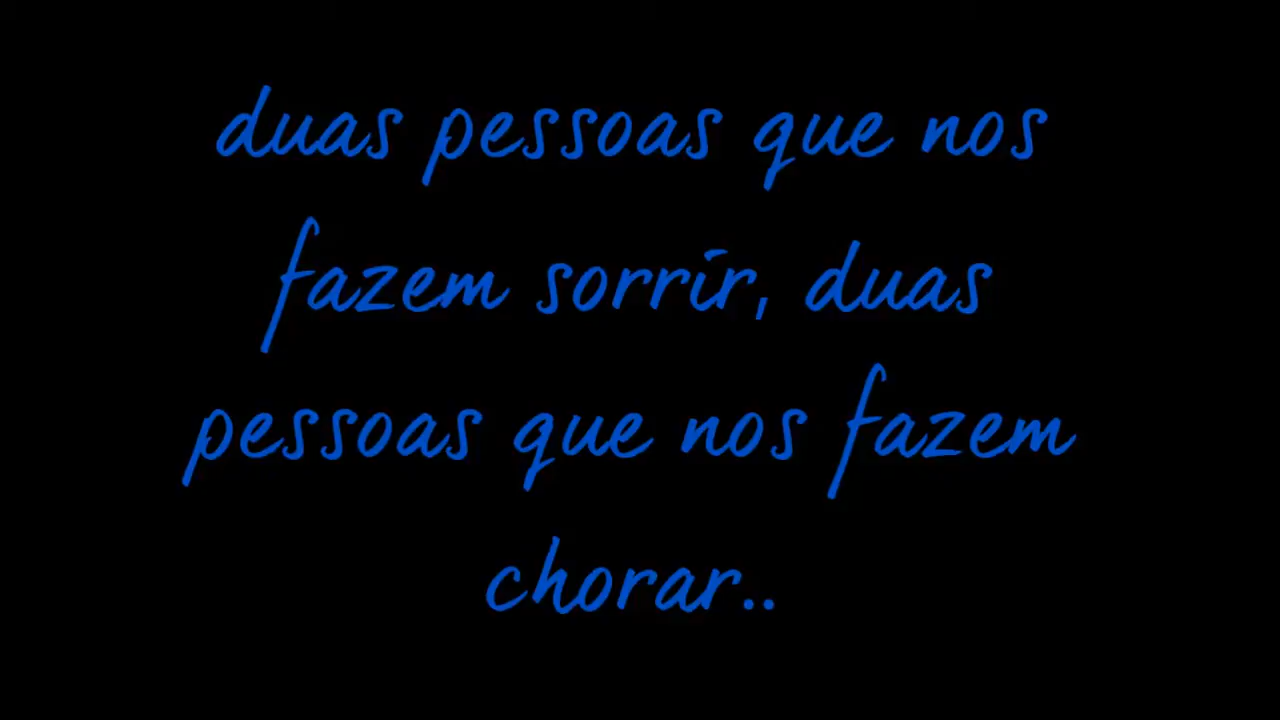 duas pessoas que nos
fazem sorrir, duas
pessoas que nos fazem
chorar..